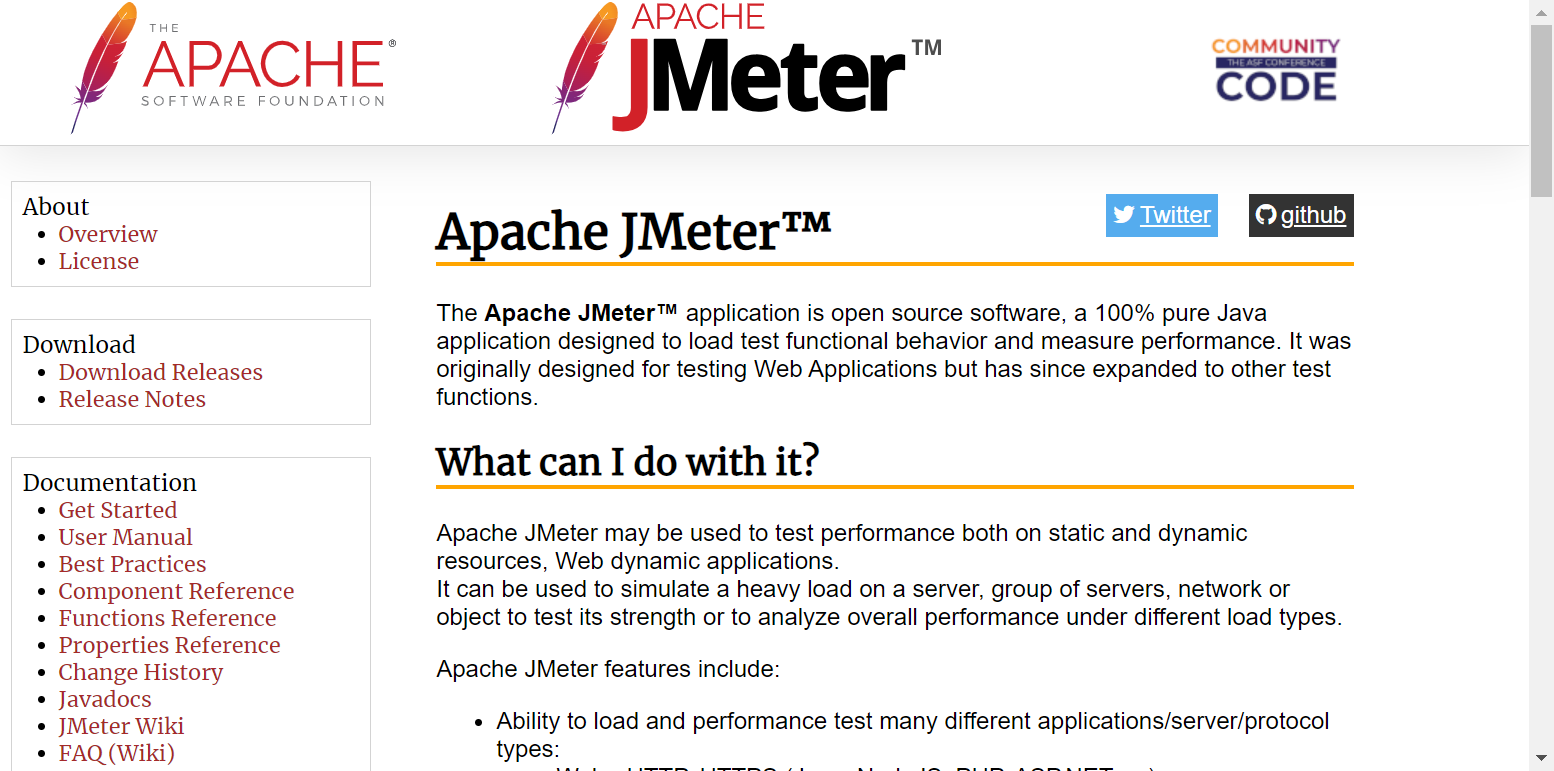 THE
APACHE®
SOFTWARE FOUNDATION
APACHE
JMeter™
COMMUNITY
THE ASF CONFERENCE
CODE
About
Overview
License
Download
Download Releases
Release Notes
Documentation
Get Started
User Manual
Best Practices
Component Reference
Functions Reference
Properties Reference
Change History
Javadocs
JMeter Wiki
FAQ (Wiki)
Twitter
github
Apache JMeter™
The Apache JMeter™ application is open source software, a 100% pure Java
application designed to load test functional behavior and measure performance. It was
originally designed for testing Web Applications but has since expanded to other test
functions.
What can I do with it?
Apache JMeter may be used to test performance both on static and dynamic
resources, Web dynamic applications.
It can be used to simulate a heavy load on a server, group of servers, network or
object to test its strength or to analyze overall performance under different load types.
Apache JMeter features include:
Ability to load and performance test many different applications/server/protocol
types: